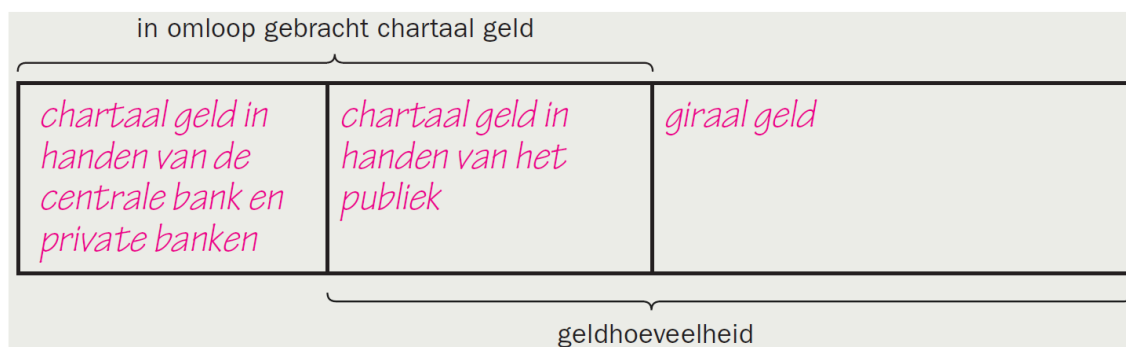 in omloop gebracht chartaal geld
chartaal geld in
handen van de
centrale bank en
private banken
chartaal geld in
handen van het
publiek
giraal geld
geldhoeveelheid